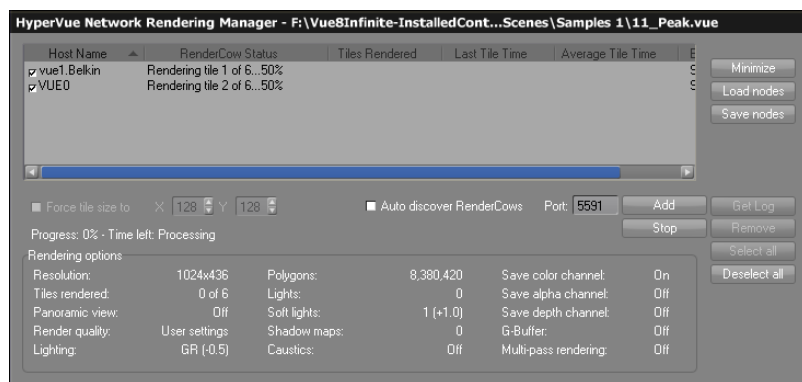 HyperVue Network Rendering Manager - F:\Vue8Infinite-InstalledCont...Scenes\Samples 1\11_Peak.vue
Host Name RenderCow Status Tiles Rendered Last Tile Time Average Tile Time E
vue1.Belkin Rendering tile 1 of 6...50% S
VUE0 Rendering tile 2 of 6...50% S
Minimize
Load nodes
Save nodes
Force tile size to X 128 Y 128 Auto discover RenderCows Port: 5591 Add Get Log
Progress: 0% - Time left: Processing Stop Remove
Select all
Rendering options
Deselect all
Resolution: 1024x436 Polygons: 8,380,420 Save color channel: On
Tiles rendered: 0 of 6 Lights: 0 Save alpha channel: Off
Panoramic view: Off Soft lights: 1 (+1.0) Save depth channel: Off
Render quality: User settings Shadow maps: 0 G-Buffer: Off
Lighting: GR (-0.5) Caustics: Off Multi-pass rendering: Off